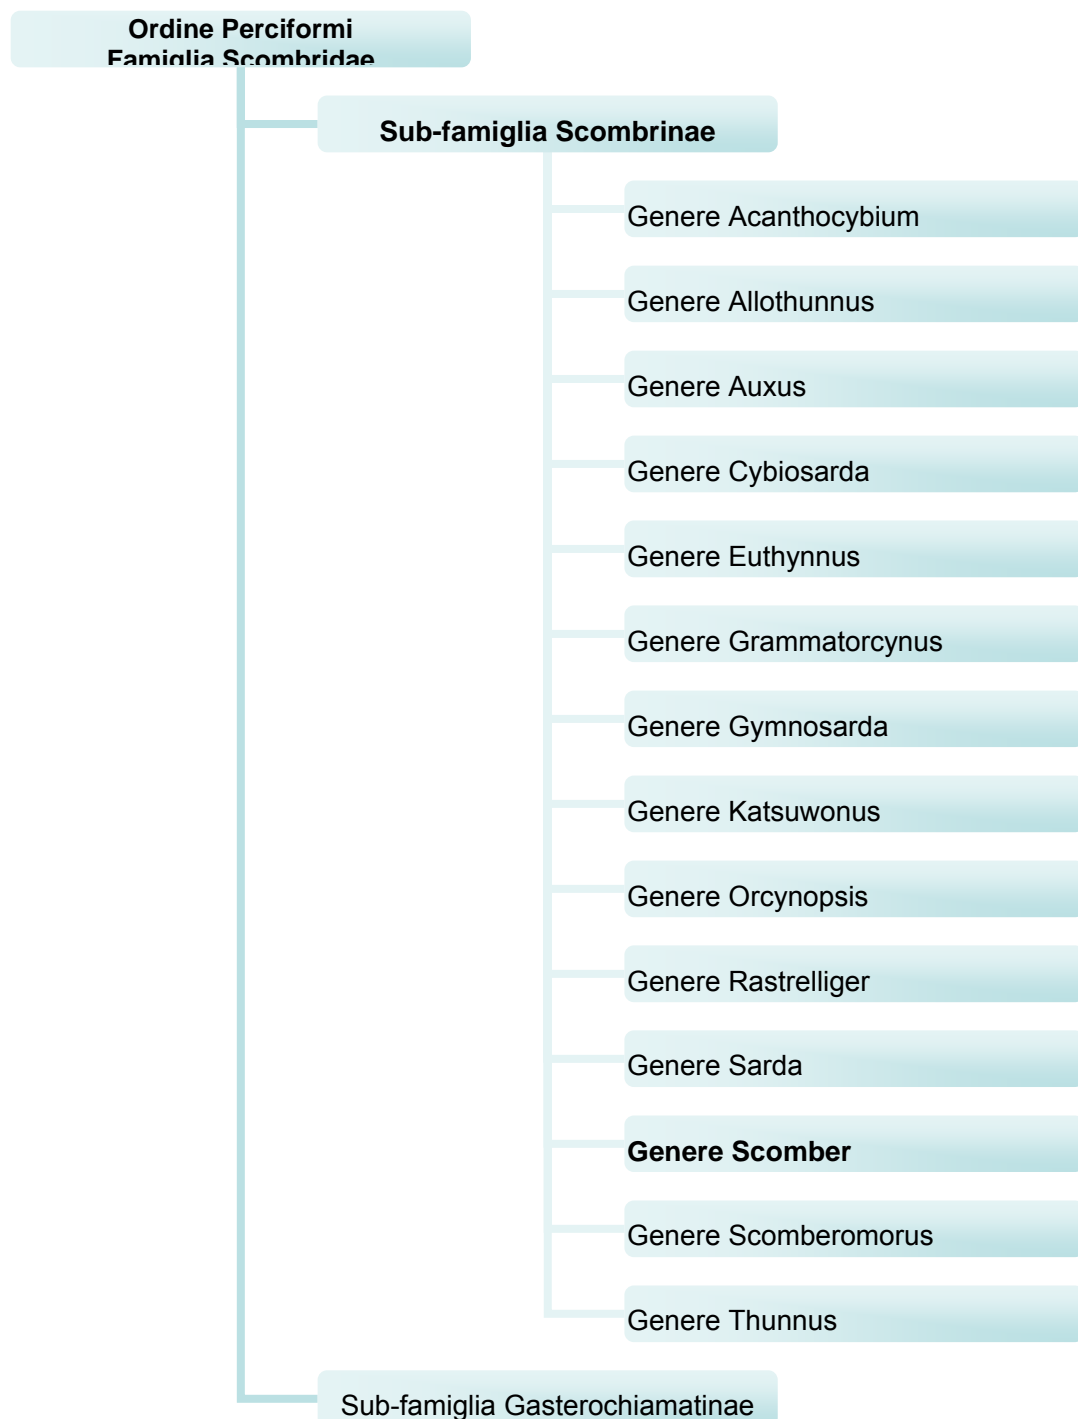 Ordine Perciformi
Famiglia Scombridae
Sub-famiglia Scombrinae
Genere Acanthocybium
Genere Allothunnus
Genere Auxus
Genere Cybiosarda
Genere Euthynnus
Genere Grammatorcynus
Genere Gymnosarda
Genere Katsuwonus
Genere Orcynopsis
Genere Rastrelliger
Genere Sarda
Genere Scomber
Genere Scomberomorus
Genere Thunnus
Sub-famiglia Gasterochiamatinae